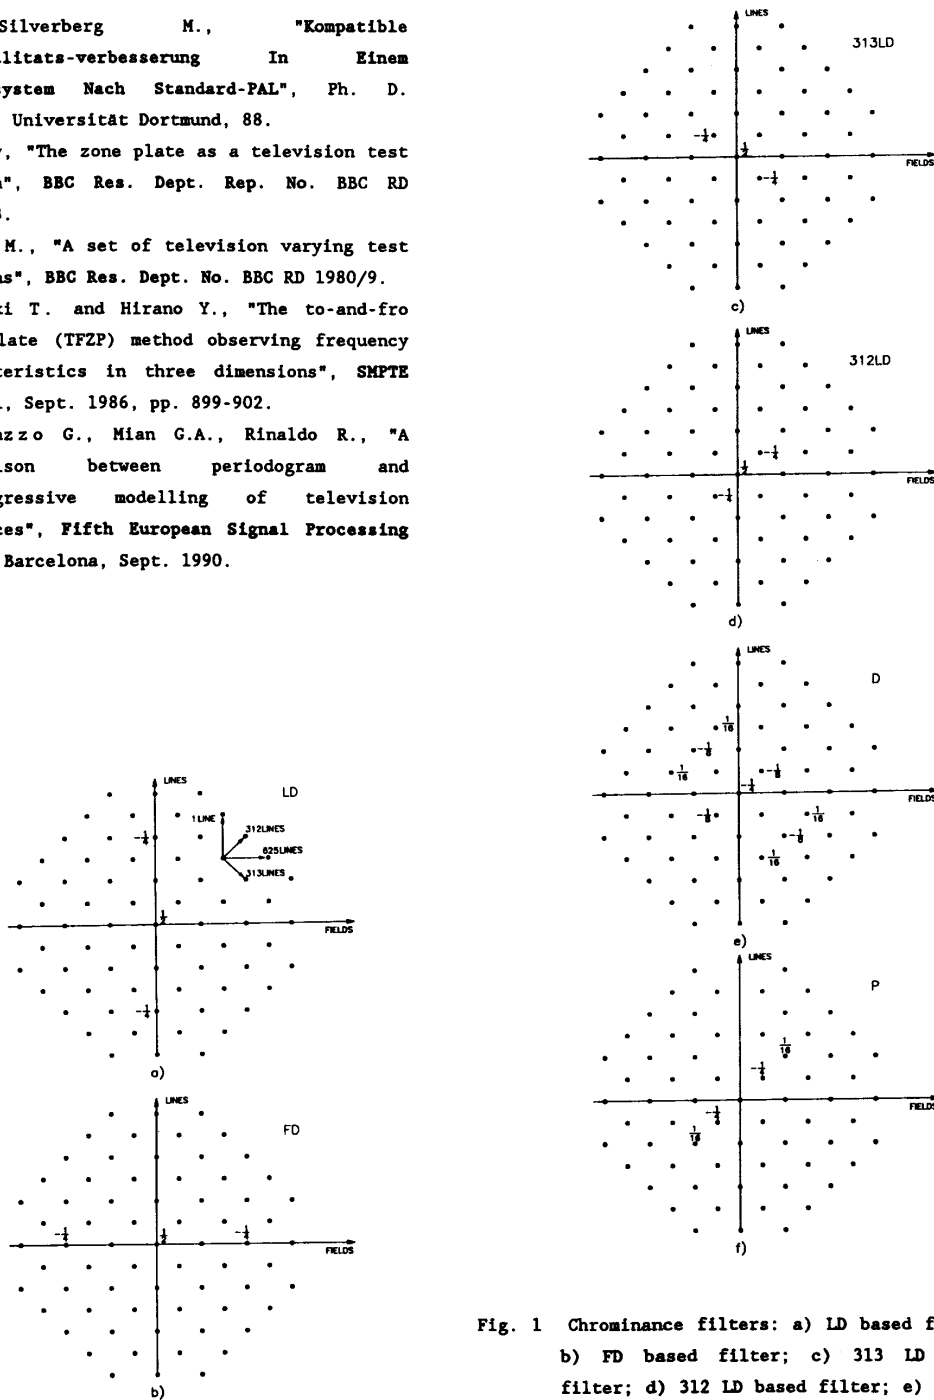 Silverberg M., "Kompatible
litats-verbesserung In Einem
system Nach Standard-PAL", Ph. D.
Universität Dortmund, 88.
, "The zone plate as a television test
", BBC Res. Dept. Rep. No. BBC RD
M., "A set of television varying test
ns", BBC Res. Dept. No. BBC RD 1980/9.
ki T. and Hirano Y., "The to-and-fro
late (TFZP) method observing frequency
teristics in three dimensions", SMPTE
., Sept. 1986, pp. 899-902.
azzo G., Mian G.A., Rinaldo R., "A
ison between periodogram and
gressive modelling of television
ces", Fifth European Signal Processing
Barcelona, Sept. 1990.
LINES
LD
1 LINE
312LINES
625LINES
313LINES
-1/4
1/2
FIELDS
-1/4
a)
LINES
FD
-1/4 1/2 -1/4
FIELDS
b)
LINES
313LD
-1/4
1/2
FIELDS
-1/4
c)
LINES
312LD
-1/4
1/2
FIELDS
-1/4
d)
LINES
D
1/16
-1/8
1/16 -1/8
-1/4
FIELDS
-1/8 1/16
-1/8
1/16
e)
LINES
P
1/16
FIELDS
1/16
f)
Fig. 1 Chrominance filters: a) LD based f
b) FD based filter; c) 313 LD
filter; d) 312 LD based filter; e)